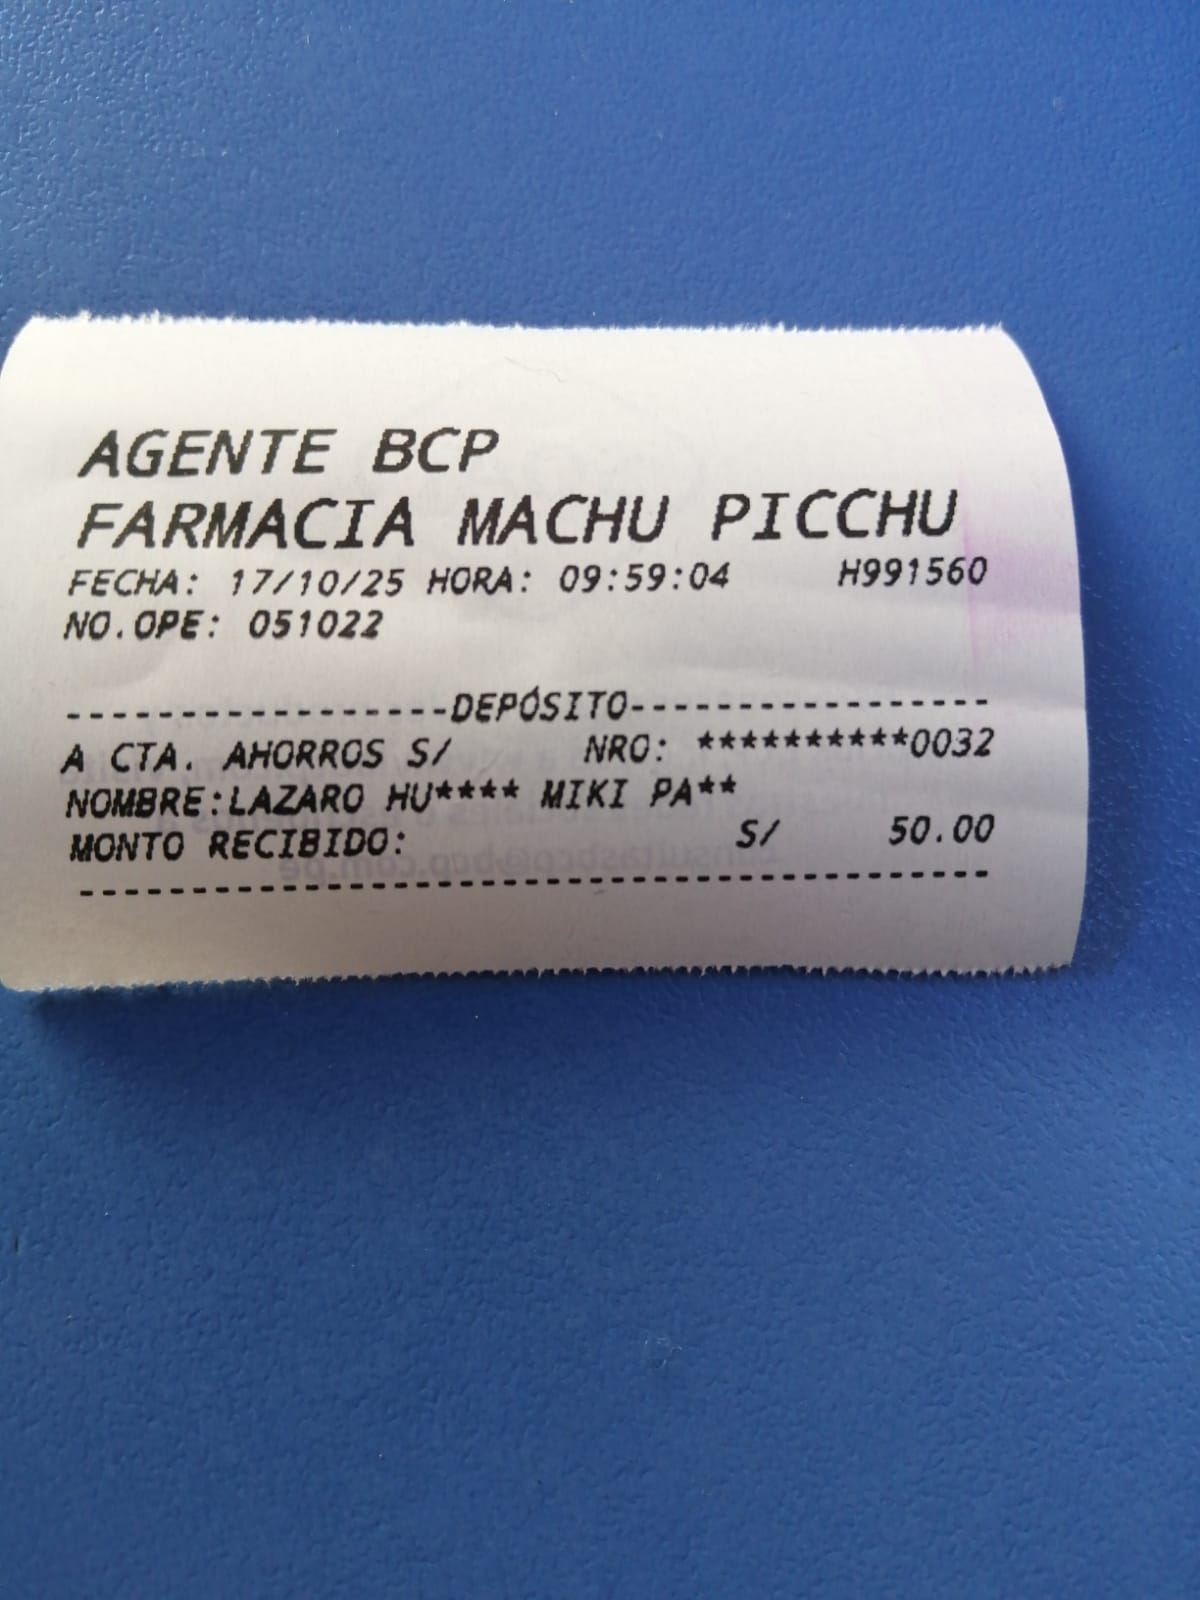 AGENTE BCP
FARMACIA MACHU PICCHU
FECHA: 17/10/25 HORA: 09:59:04 H991560
NO.OPE: 051022
-----------------DEPÓSITO-----------------
A CTA. AHORROS S/ NRO: **********0032
NOMBRE:LAZARO HU**** MIKI PA**
MONTO RECIBIDO: S/ 50.00
----------------------------------------